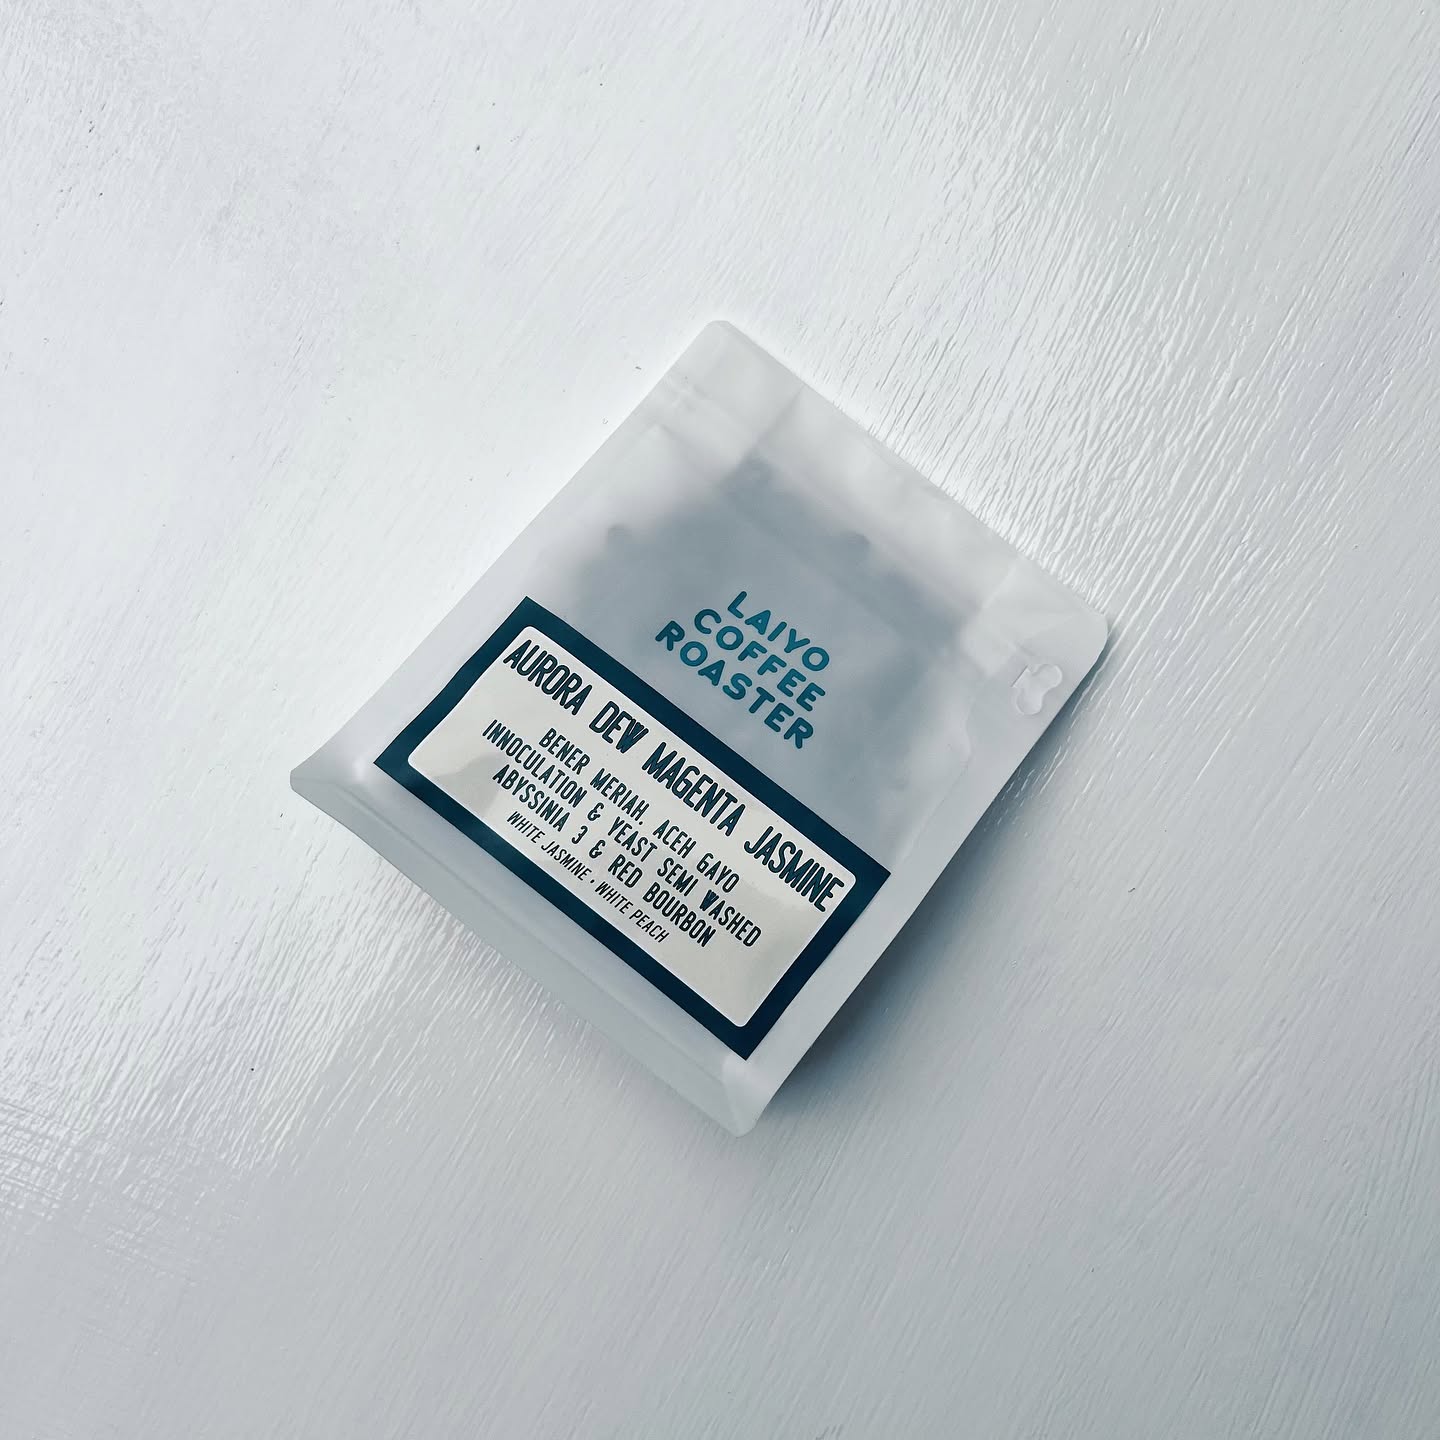 LAIYO
COFFEE
ROASTER
AURORA DEW MAGENTA JASMINE
BENER MERIAH, ACEH GAYO
INNOCULATION & YEAST SEMI WASHED
ABYSSINIA 3 & RED BOURBON
WHITE JASMINE, WHITE PEACH